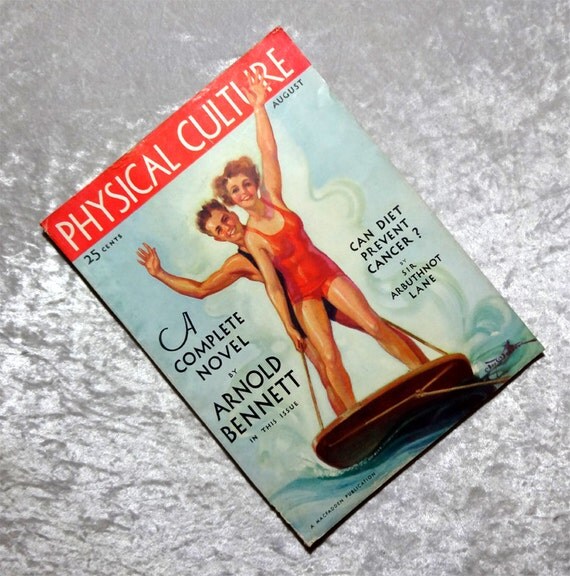 PHYSICAL CULTURE
25 CENTS
AUGUST
CAN DIET
PREVENT
CANCER?
BY
SIR
ARBUTHNOT
LANE
A
COMPLETE
NOVEL
BY
ARNOLD
BENNETT
IN THIS ISSUE
A MACFADDEN PUBLICATION